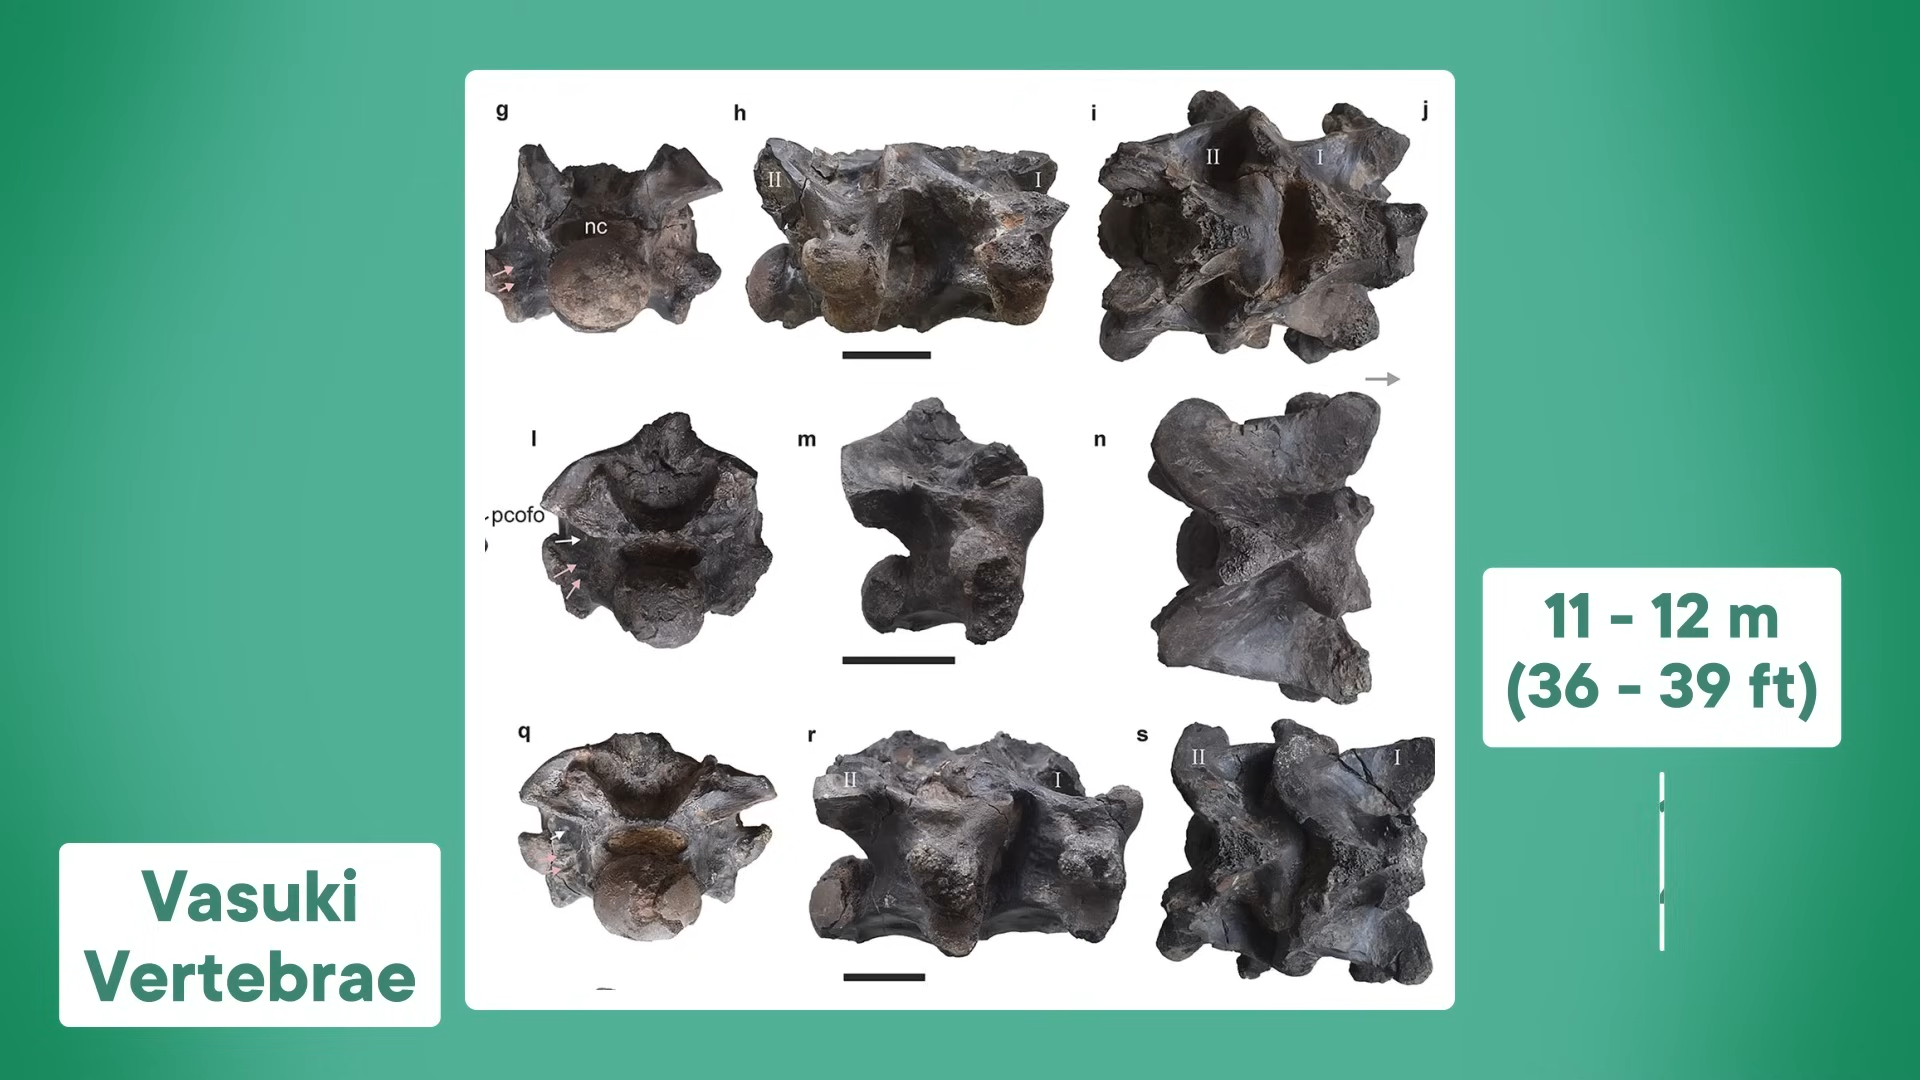 g
h
i
j
II
I
II
I
nc
l
m
n
pcofo
q
r
s
II
I
II
I
11 - 12 m
(36 - 39 ft)
Vasuki
Vertebrae